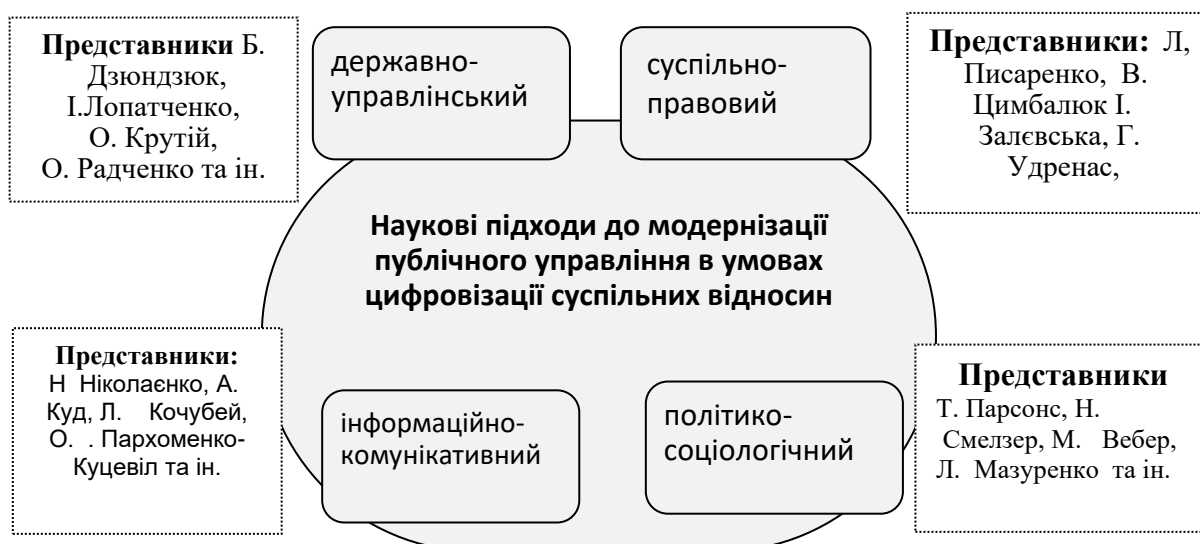 Представники Б.
Дзюндзюк,
І.Лопатченко,
О. Крутій,
О. Радченко та ін.
державно-
управлінський
суспільно-
правовий
Представники: Л,
Писаренко, В.
Цимбалюк І.
Залєвська, Г.
Удренас,
Наукові підходи до модернізації
публічного управління в умовах
цифровізації суспільних відносин
Представники:
Н Ніколаєнко, А.
Куд, Л. Кочубей,
О. . Пархоменко-
Куцевіл та ін.
інформаційно-
комунікативний
політико-
соціологічний
Представники
Т. Парсонс, Н.
Смелзер, М. Вебер,
Л. Мазуренко та ін.